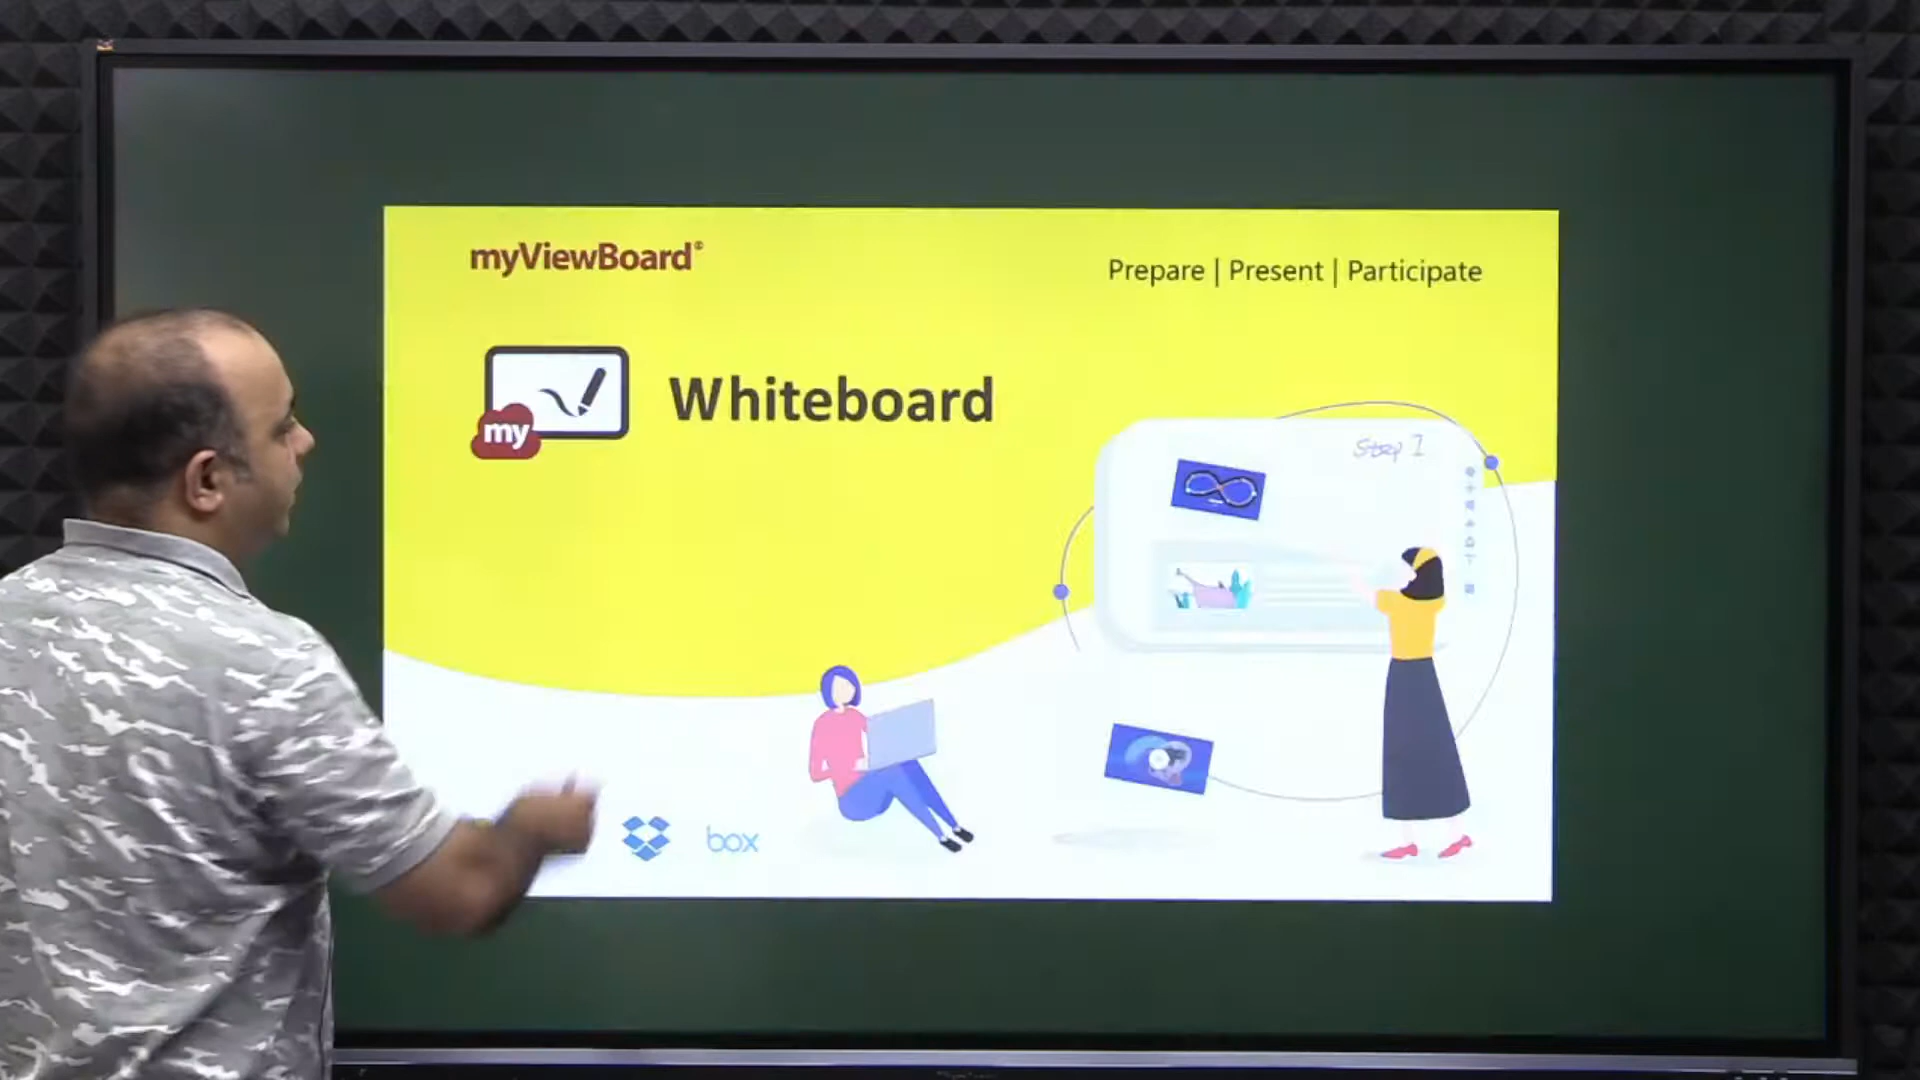 myViewBoard®
Prepare | Present | Participate
my
Whiteboard
Step 1
box